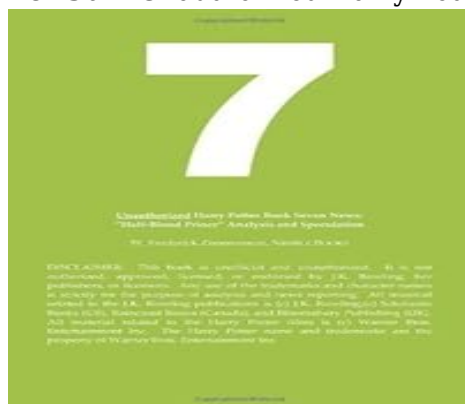 7
Unauthorized Harry Potter Book Seven News:
"Half-Blood Prince" Analysis and Speculation
W. Frederick Zimmerman,
DISCLAIMER: This book is unofficial and unauthorized. It is not
authorized, approved, licensed, or endorsed by J.K. Rowling, her
publishers, or licensors. Any use of the trademarks and character names
is strictly for the purpose of analysis and news reporting. All material
related to the J.K. Rowling publications is (c) J.K. Rowling,(c) Scholastic
Books (US), Raincoast Books (Canada), and Bloomsbury Publishing (UK).
All material related to the Harry Potter films is (c) Warner Bros.
Entertainment Inc. The Harry Potter name and trademarks are the
property of Warner Bros. Entertainment Inc.